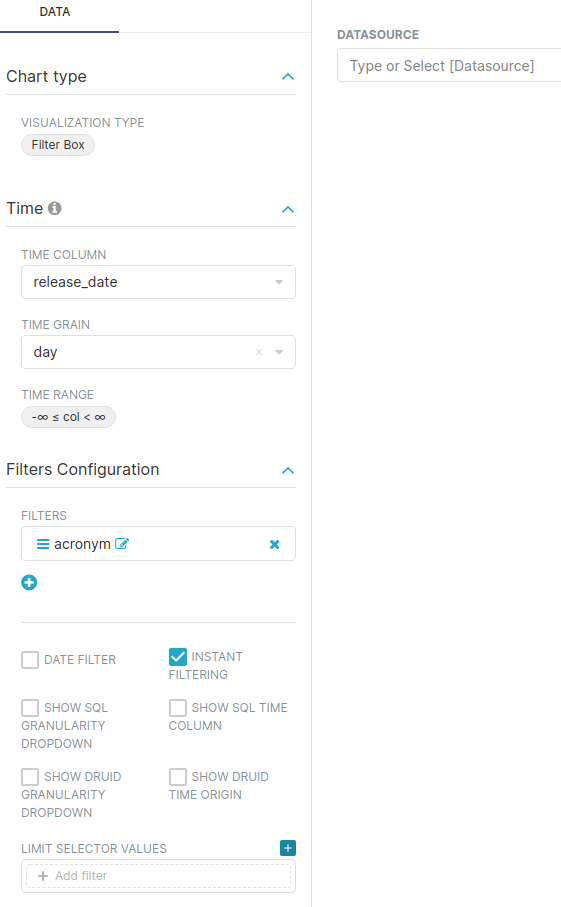 DATA
Chart type
VISUALIZATION TYPE
Filter Box
Time
TIME COLUMN
release_date
TIME GRAIN
day
TIME RANGE
-∞ ≤ col < ∞
Filters Configuration
FILTERS
acronym
DATE FILTER
INSTANT
FILTERING
SHOW SQL
GRANULARITY
DROPDOWN
SHOW SQL TIME
COLUMN
SHOW DRUID
GRANULARITY
DROPDOWN
SHOW DRUID
TIME ORIGIN
LIMIT SELECTOR VALUES
+ Add filter
DATASOURCE
Type or Select [Datasource]